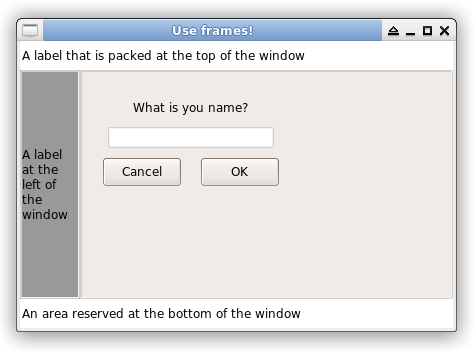 Use frames!
A label that is packed at the top of the window
A label
at the
left of
the
window
What is you name?
Cancel OK
An area reserved at the bottom of the window